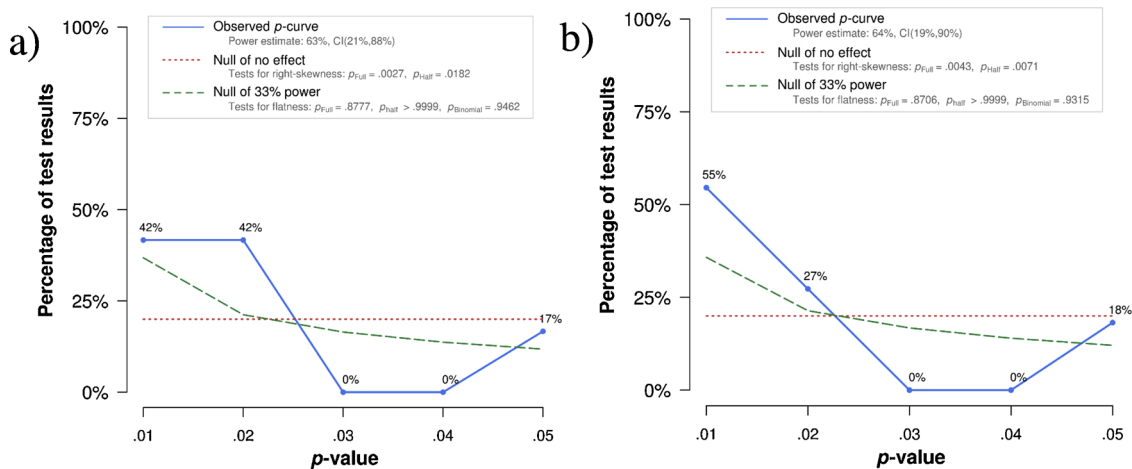 a)
Observed p-curve
Power estimate: 63%, CI(21%,88%)
Null of no effect
Tests for right-skewness: pFull = .0027, pHalf = .0182
Null of 33% power
Tests for flatness: pFull = .8777, phalf > .9999, pBinomial = .9462
100%
75%
50%
25%
0%
Percentage of test results
42%
42%
0%
0%
17%
.01
.02
.03
.04
.05
p-value
b)
Observed p-curve
Power estimate: 64%, CI(19%,90%)
Null of no effect
Tests for right-skewness: pFull = .0043, pHalf = .0071
Null of 33% power
Tests for flatness: pFull = .8706, phalf > .9999, pBinomial = .9315
100%
75%
50%
25%
0%
Percentage of test results
55%
27%
0%
0%
18%
.01
.02
.03
.04
.05
p-value